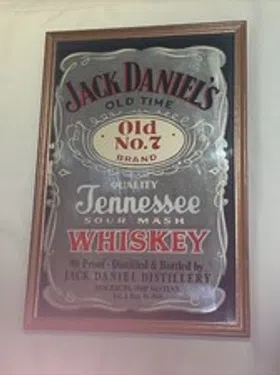 JACK DANIEL'S
OLD TIME
Old
No.7
BRAND
QUALITY
Tennessee
SOUR MASH
WHISKEY
Proof - Distilled & Bottled by
JACK DANIEL DISTILLERY